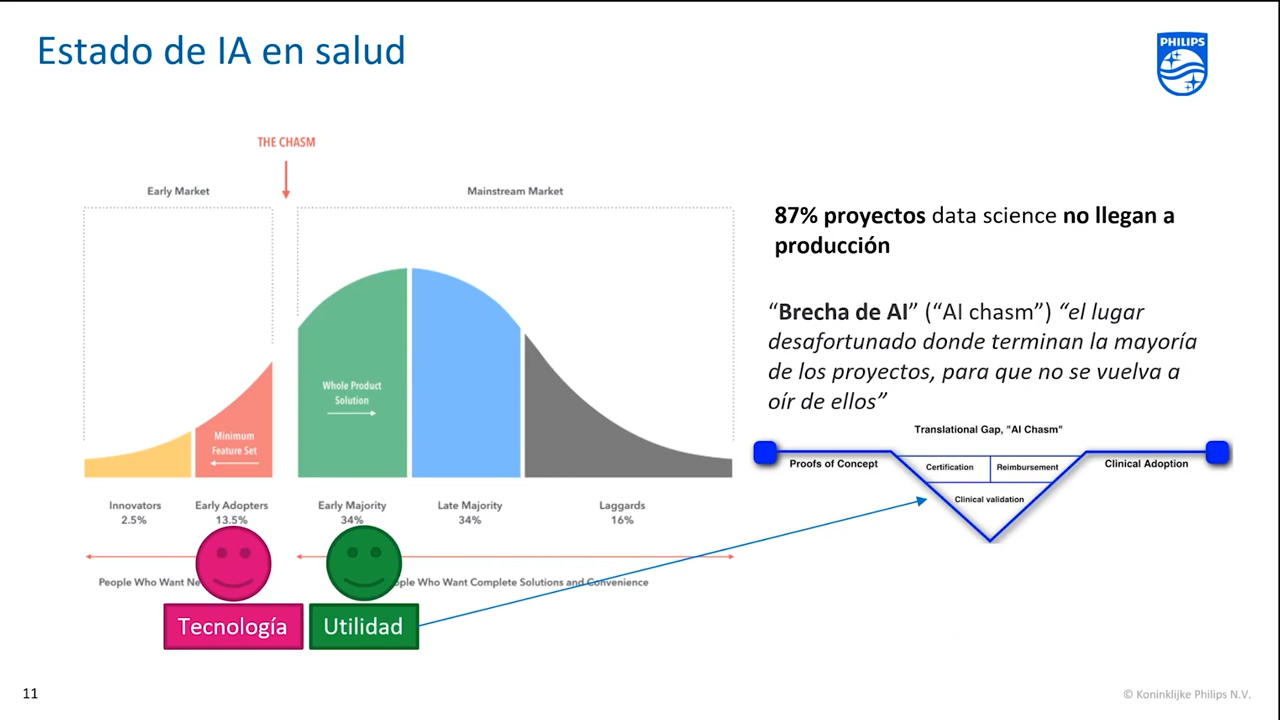 Estado de IA en salud
PHILIPS
THE CHASM
Early Market
Mainstream Market
Whole Product
Solution
Minimum
Feature Set
Innovators
2.5%
Early Adopters
13.5%
Early Majority
34%
Late Majority
34%
Laggards
16%
People Who Want
Who Want Complete Solutions and Convenience
Tecnología
Utilidad
87% proyectos data science no llegan a
producción
“Brecha de AI” (“AI chasm”) “el lugar
desafortunado donde terminan la mayoría
de los proyectos, para que no se vuelva a
oír de ellos”
Translational Gap, "AI Chasm"
Proofs of Concept
Certification
Reimbursement
Clinical Adoption
Clinical validation
11
© Koninklijke Philips N.V.